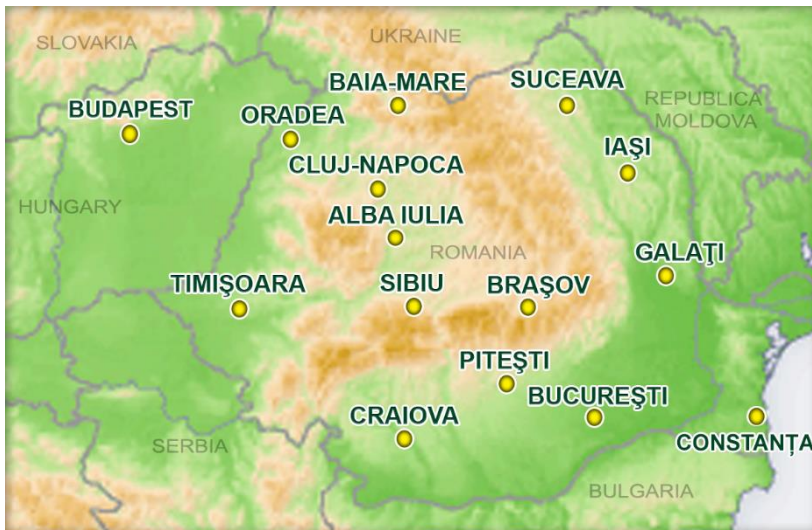 SLOVAKIA
UKRAINE
BAIA-MARE
SUCEAVA
BUDAPEST
ORADEA
REPUBLICA
MOLDOVA
IAŞI
CLUJ-NAPOCA
HUNGARY
ALBA IULIA
ROMANIA
GALAŢI
TIMIŞOARA
SIBIU
BRAŞOV
PITEŞTI
BUCUREŞTI
CRAIOVA
CONSTANȚA
SERBIA
BULGARIA